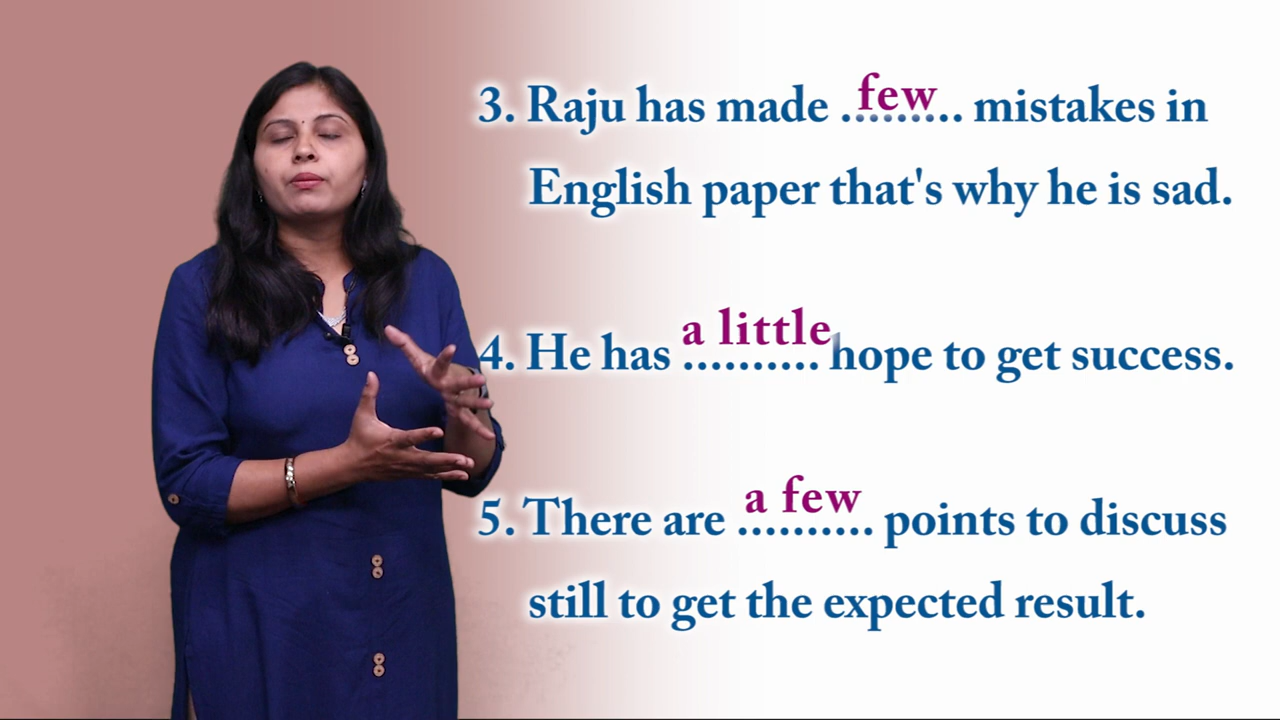 3. Raju has made ...few... mistakes in
English paper that's why he is sad.
4. He has a little hope to get success.
5. There are a few points to discuss
still to get the expected result.